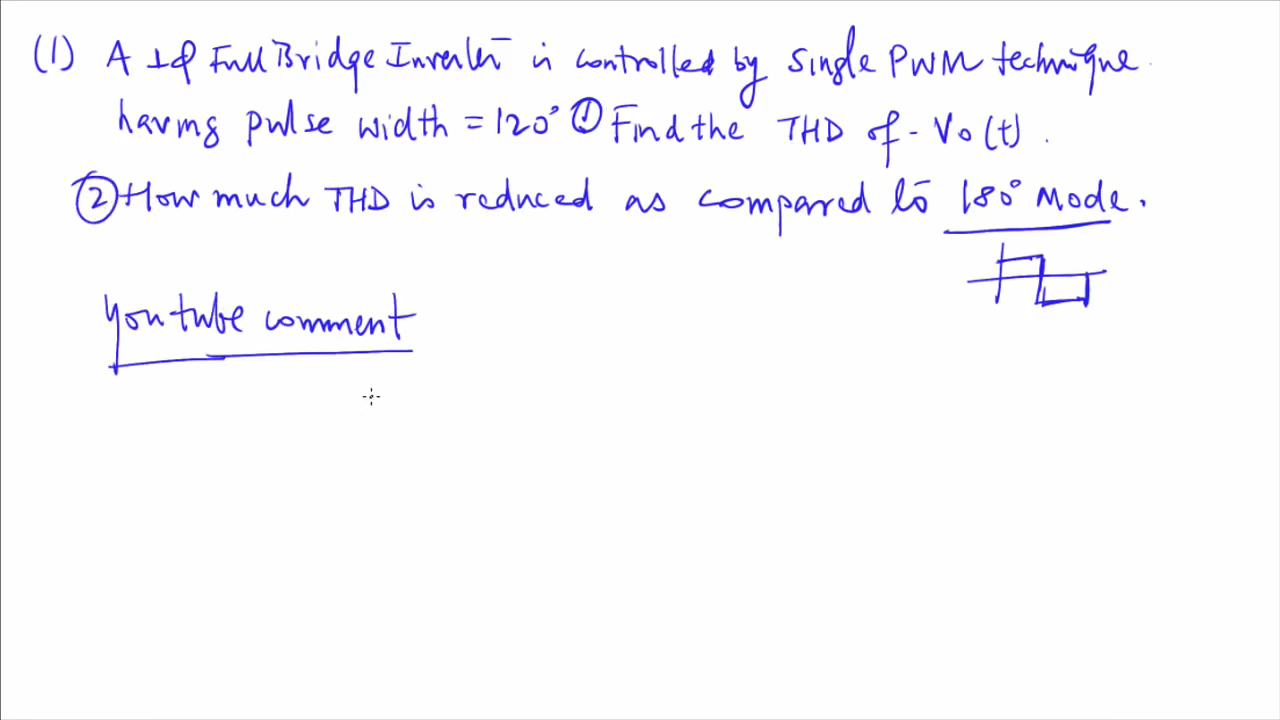 (1) A 1φ Full Bridge Inverter is controlled by single PWM technique.
having pulse width = 120° ① Find the THD of Vo(t).
② How much THD is reduced as compared to 180° Mode.
youtube comment